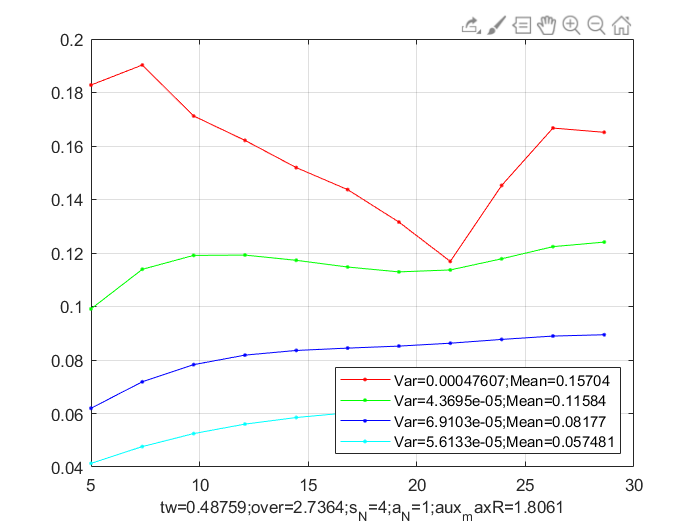 0.2
0.18
0.16
0.14
0.12
0.1
0.08
0.06
0.04
Var=0.00047607;Mean=0.15704
Var=4.3695e-05;Mean=0.11584
Var=6.9103e-05;Mean=0.08177
Var=5.6133e-05;Mean=0.057481
5 10 15 20 25 30
tw=0.48759;over=2.7364;s_N=4;a_N=1;aux_maxR=1.8061